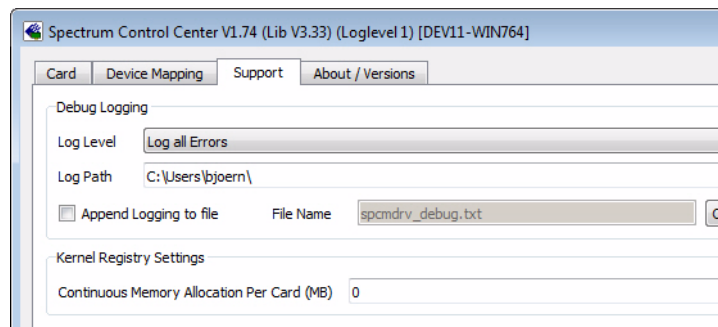 Spectrum Control Center V1.74 (Lib V3.33) (Loglevel 1) [DEV11-WIN764]
Card Device Mapping Support About / Versions
Debug Logging
Log Level Log all Errors
Log Path C:\Users\bjoern\
Append Logging to file File Name spcmdrv_debug.txt
Kernel Registry Settings
Continuous Memory Allocation Per Card (MB) 0